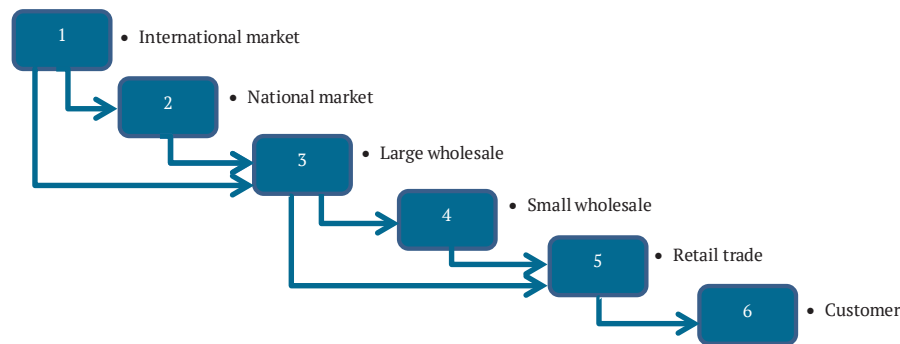 1
• International market
2
• National market
3
• Large wholesale
4
• Small wholesale
5
• Retail trade
6
• Customer